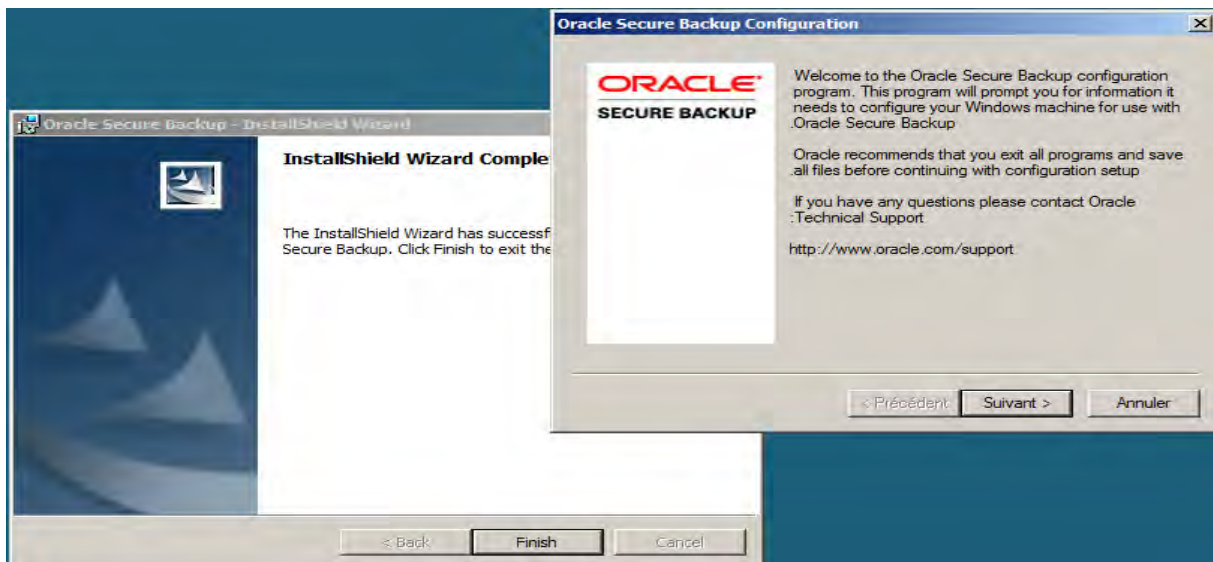 Oracle Secure Backup - InstallShield Wizard
InstallShield Wizard Comple
The InstallShield Wizard has successf
Secure Backup. Click Finish to exit the
< Back
Finish
Cancel
Oracle Secure Backup Configuration
ORACLE
SECURE BACKUP
Welcome to the Oracle Secure Backup configuration
program. This program will prompt you for information it
needs to configure your Windows machine for use with
.Oracle Secure Backup
Oracle recommends that you exit all programs and save
.all files before continuing with configuration setup
If you have any questions please contact Oracle
:Technical Support
http://www.oracle.com/support
< Précédent
Suivant >
Annuler